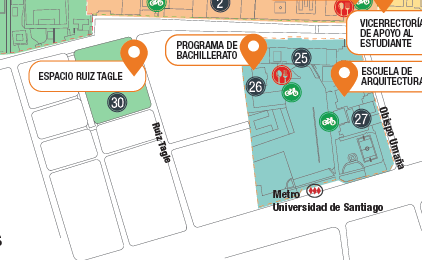 2
VICERRECTORÍA
DE APOYO AL
ESTUDIANTE
PROGRAMA DE
BACHILLERATO
25
ESPACIO RUIZ TAGLE
ESCUELA DE
ARQUITECTURA
26
30
27
Ruiz Tagle
Obispo Umaña
Metro
Universidad de Santiago
s